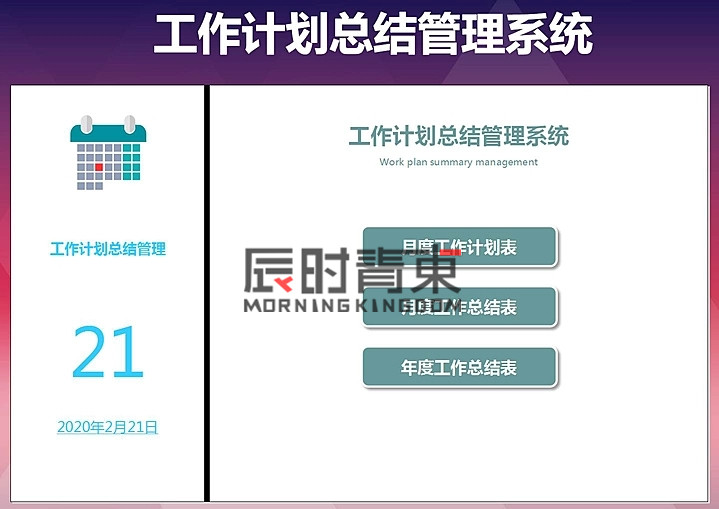 工作计划总结管理系统
工作计划总结管理
21
2020年2月21日
工作计划总结管理系统
Work plan summary management
月度工作计划表
辰时青東
MORNINGKINGDOM
月度工作总结表
年度工作总结表